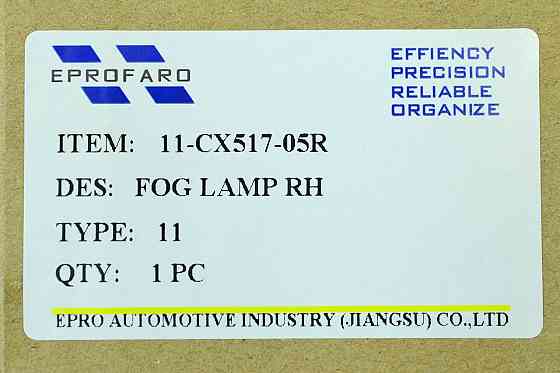 EPROFARO
EFFIENCY
PRECISION
RELIABLE
ORGANIZE
ITEM: 11-CX517-05R
DES: FOG LAMP RH
TYPE: 11
QTY: 1 PC
EPRO AUTOMOTIVE INDUSTRY (JIANGSU) CO.,LTD